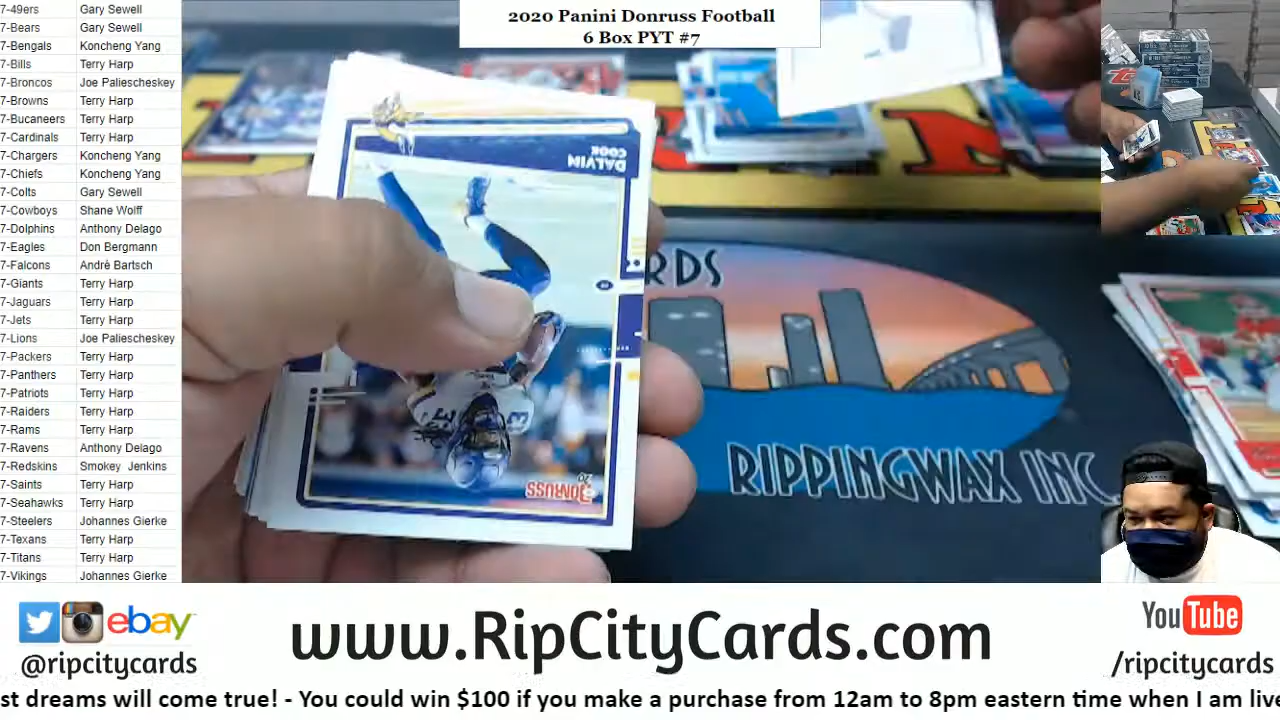 7-49ers Gary Sewell
7-Bears Gary Sewell
7-Bengals Koncheng Yang
7-Bills Terry Harp
7-Broncos Joe Paliescheskey
7-Browns Terry Harp
7-Bucaneers Terry Harp
7-Cardinals Terry Harp
7-Chargers Koncheng Yang
7-Chiefs Koncheng Yang
7-Colts Gary Sewell
7-Cowboys Shane Wolff
7-Dolphins Anthony Delago
7-Eagles Don Bergmann
7-Falcons Andrè Bartsch
7-Giants Terry Harp
7-Jaguars Terry Harp
7-Jets Terry Harp
7-Lions Joe Paliescheskey
7-Packers Terry Harp
7-Panthers Terry Harp
7-Patriots Terry Harp
7-Raiders Terry Harp
7-Rams Terry Harp
7-Ravens Anthony Delago
7-Redskins Smokey Jenkins
7-Saints Terry Harp
7-Seahawks Terry Harp
7-Steelers Johannes Gierke
7-Texans Terry Harp
7-Titans Terry Harp
7-Vikings Johannes Gierke
2020 Panini Donruss Football
6 Box PYT #7
DALVIN
COOK
DONRUSS
20
RDS
RIPPINGWAX INC.
ebay
@ripcitycards
www.RipCityCards.com
YouTube
/ripcitycards
st dreams will come true! - You could win $100 if you make a purchase from 12am to 8pm eastern time when I am live